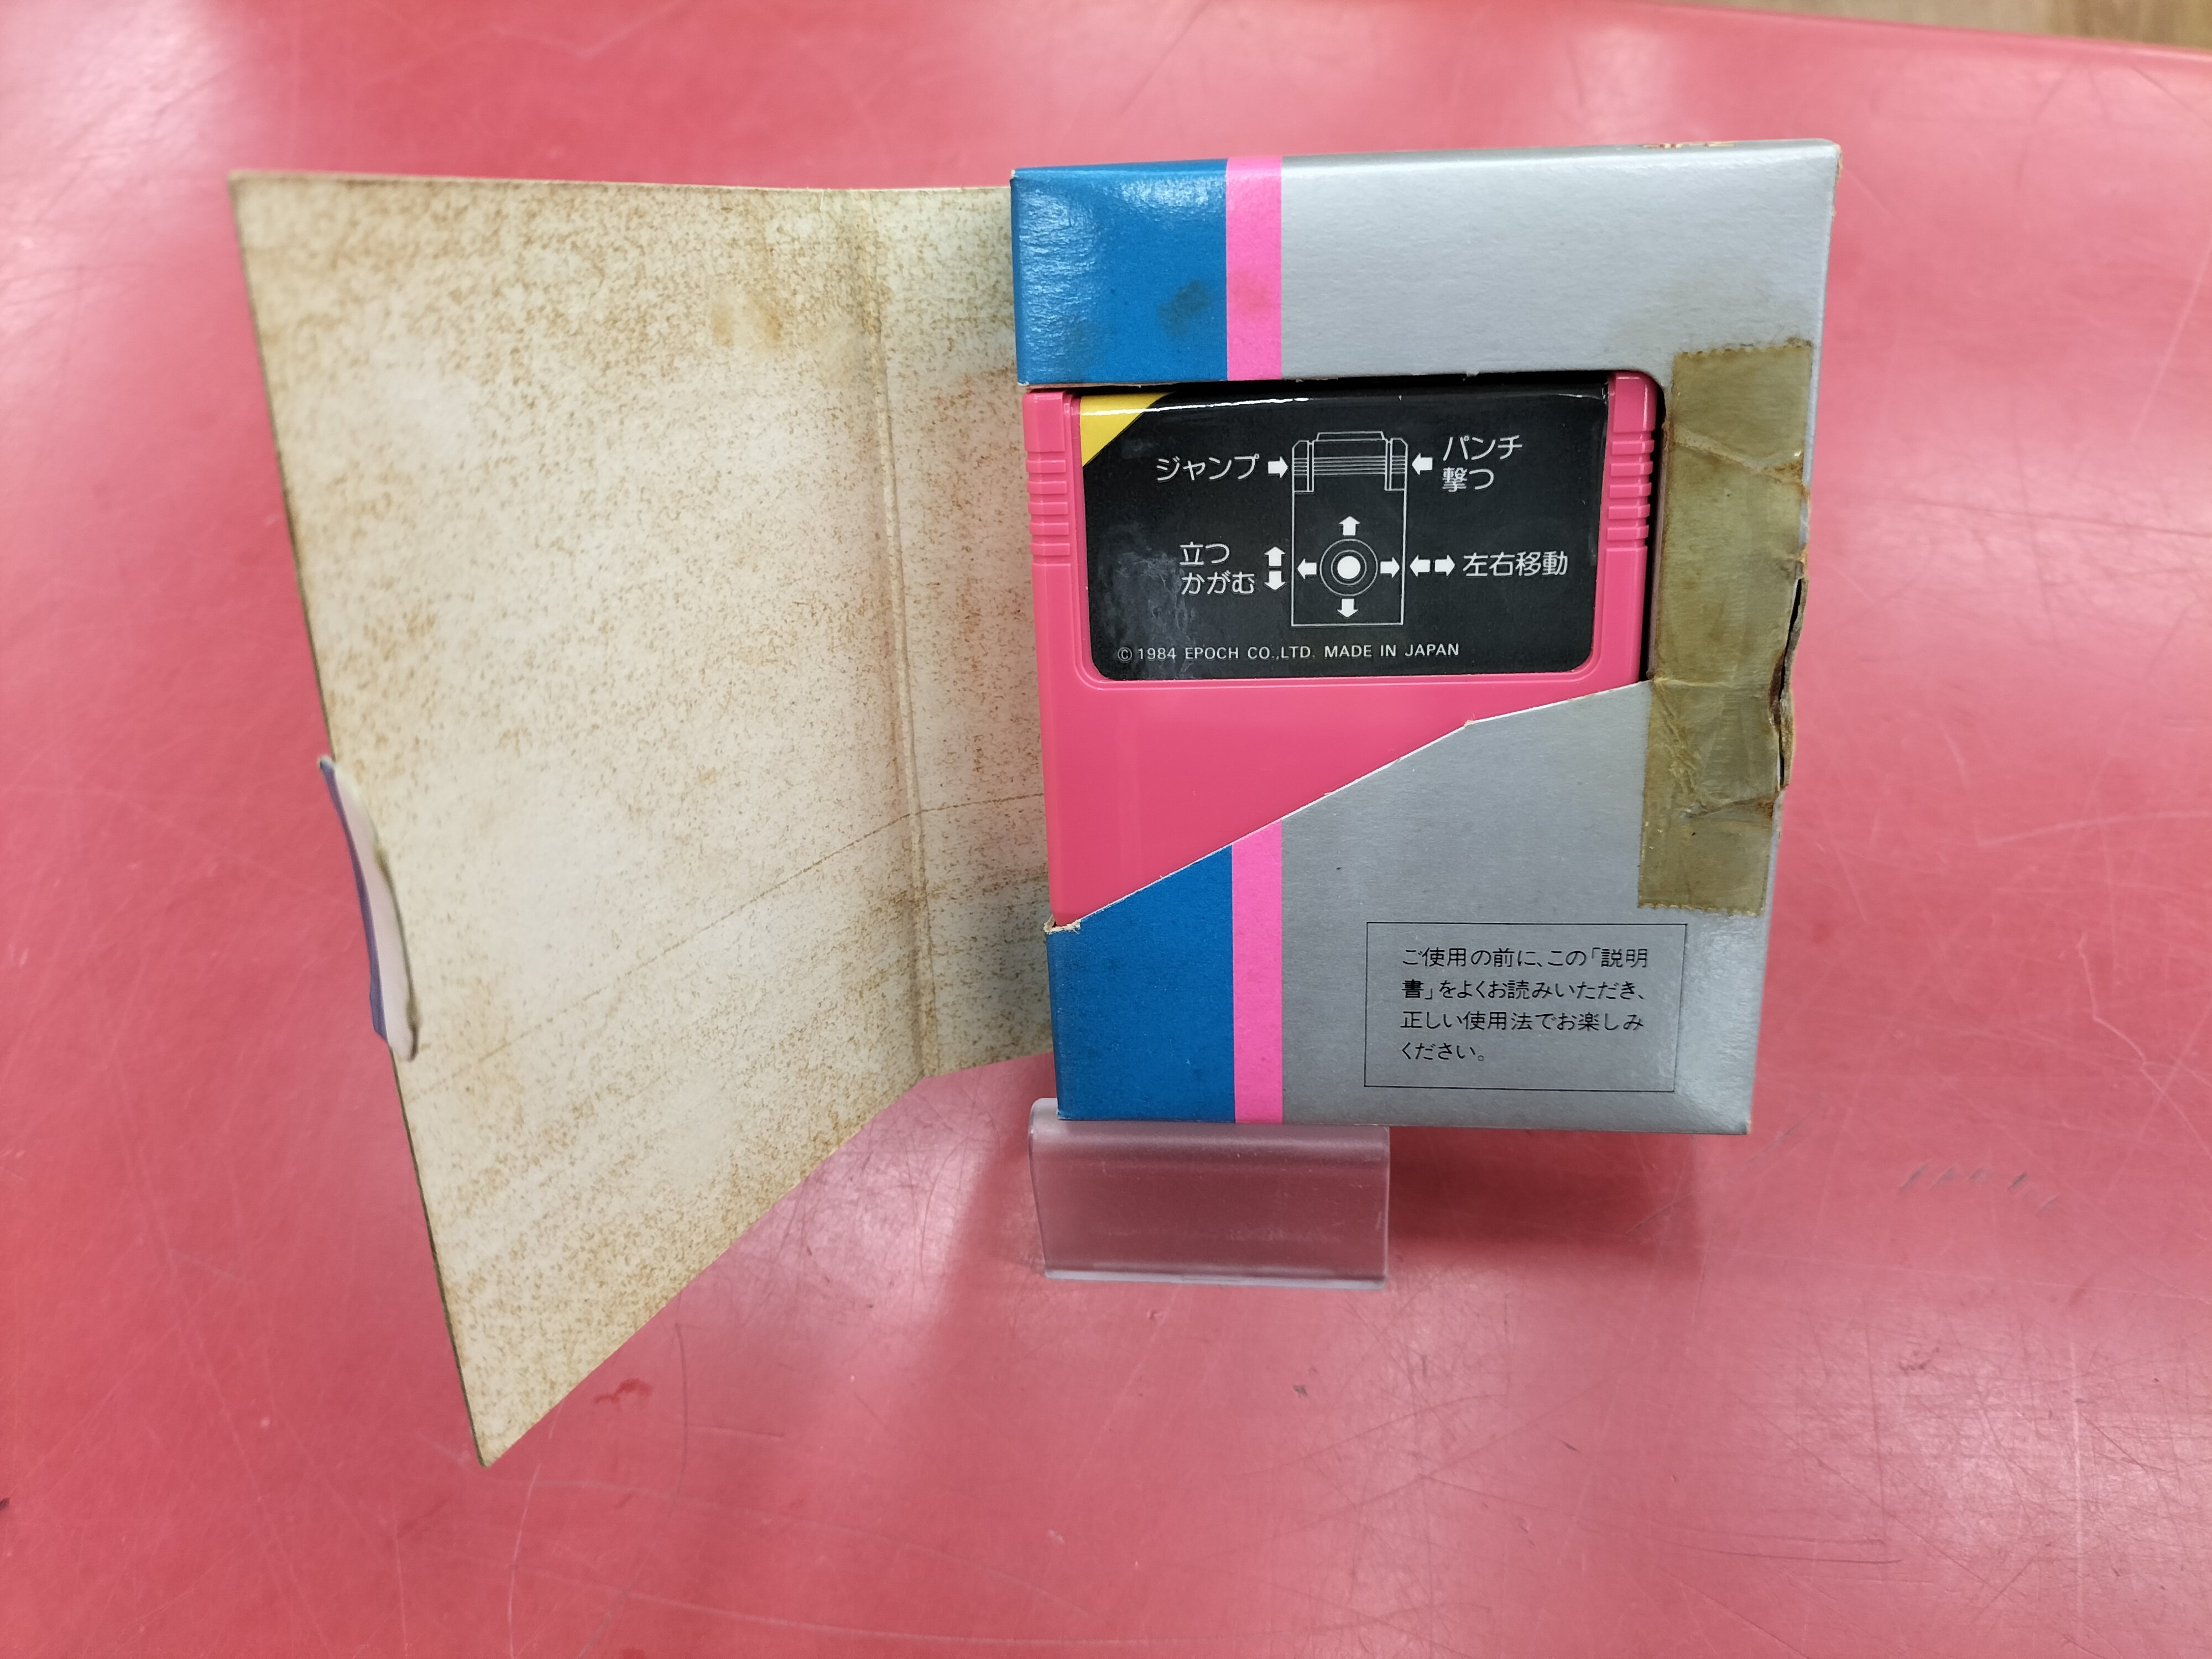 ジャンプ
パンチ
撃つ
立つ
かがむ
左右移動
© 1984 EPOCH CO.,LTD. MADE IN JAPAN
ご使用の前に、この「説明
書」をよくお読みいただき、
正しい使用法でお楽しみ
ください。